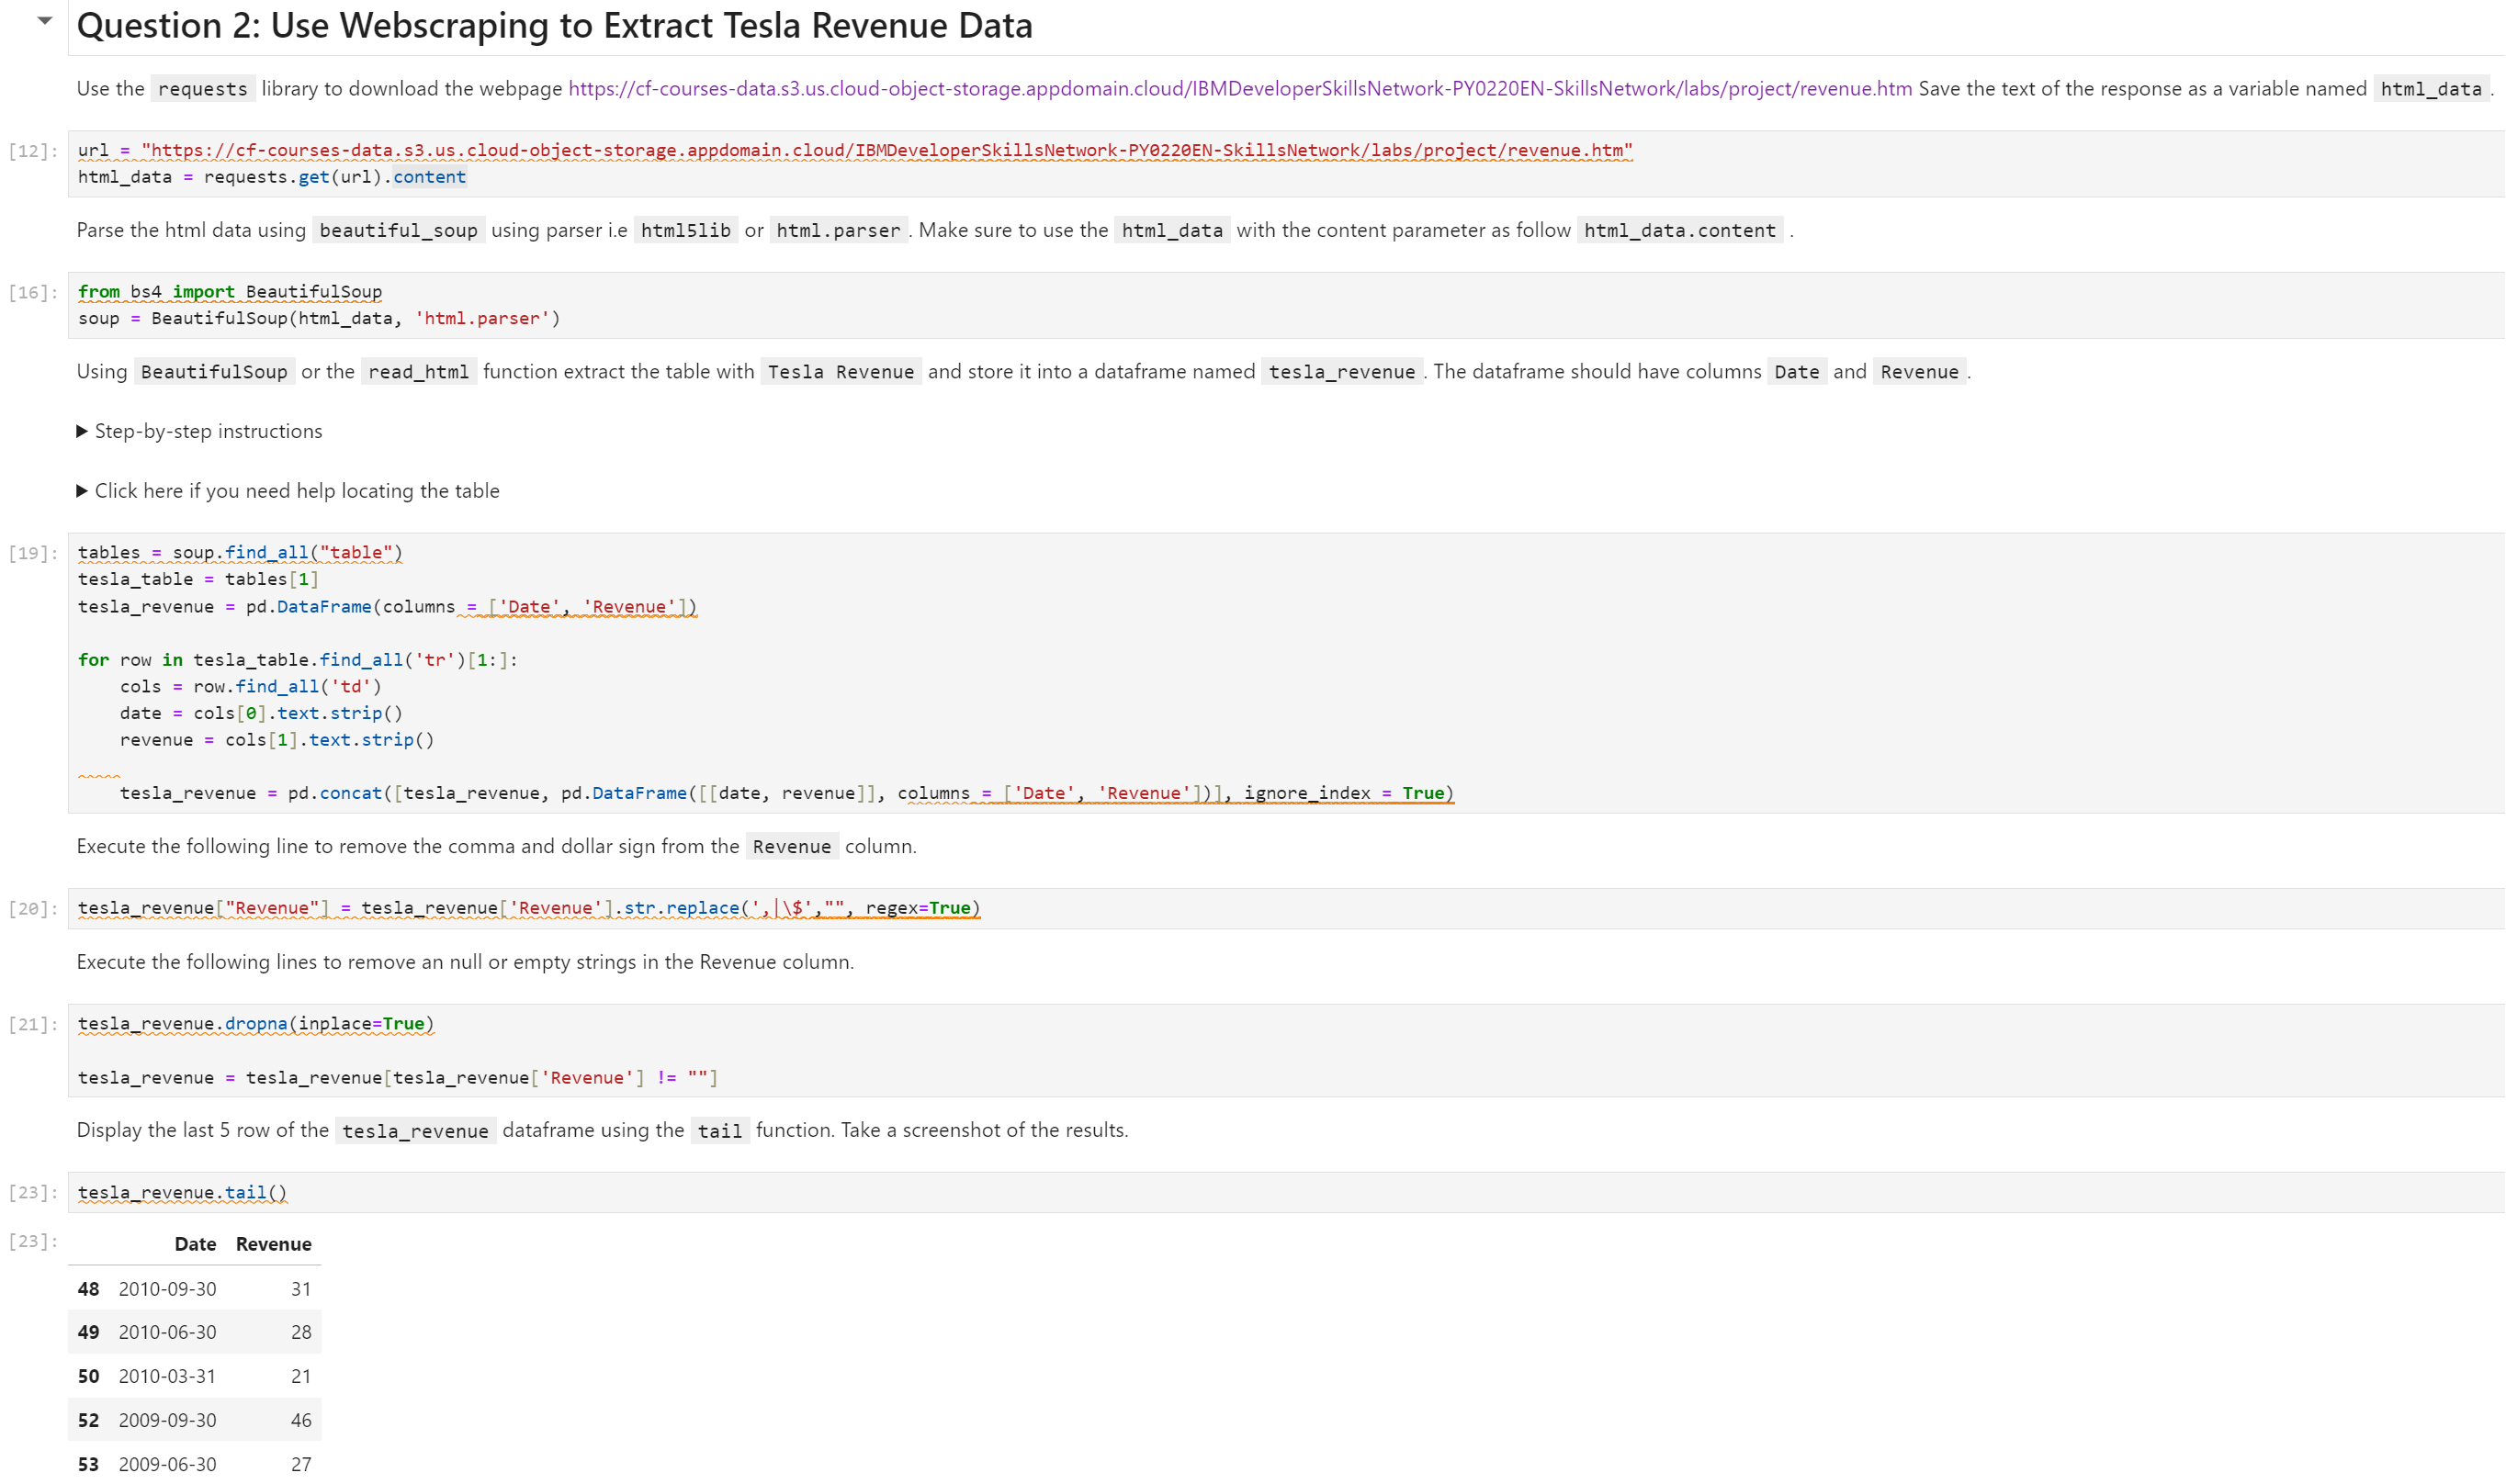 Question 2: Use Webscraping to Extract Tesla Revenue Data
Use the requests library to download the webpage https://cf-courses-data.s3.us.cloud-object-storage.appdomain.cloud/IBMDeveloperSkillsNetwork-PY0220EN-SkillsNetwork/labs/project/revenue.htm Save the text of the response as a variable named html_data .
[12]: url = "https://cf-courses-data.s3.us.cloud-object-storage.appdomain.cloud/IBMDeveloperSkillsNetwork-PY0220EN-SkillsNetwork/labs/project/revenue.htm"
html_data = requests.get(url).content
Parse the html data using beautiful_soup using parser i.e html5lib or html.parser . Make sure to use the html_data with the content parameter as follow html_data.content .
[16]: from bs4 import BeautifulSoup
soup = BeautifulSoup(html_data, 'html.parser')
Using BeautifulSoup or the read_html function extract the table with Tesla Revenue and store it into a dataframe named tesla_revenue . The dataframe should have columns Date and Revenue .
▶ Step-by-step instructions
▶ Click here if you need help locating the table
[19]: tables = soup.find_all("table")
tesla_table = tables[1]
tesla_revenue = pd.DataFrame(columns = ['Date', 'Revenue'])
for row in tesla_table.find_all('tr')[1:]:
    cols = row.find_all('td')
    date = cols[0].text.strip()
    revenue = cols[1].text.strip()
    tesla_revenue = pd.concat([tesla_revenue, pd.DataFrame([[date, revenue]], columns = ['Date', 'Revenue'])], ignore_index = True)
Execute the following line to remove the comma and dollar sign from the Revenue column.
[20]: tesla_revenue["Revenue"] = tesla_revenue['Revenue'].str.replace(',|\$',"", regex=True)
Execute the following lines to remove an null or empty strings in the Revenue column.
[21]: tesla_revenue.dropna(inplace=True)
tesla_revenue = tesla_revenue[tesla_revenue['Revenue'] != ""]
Display the last 5 row of the tesla_revenue dataframe using the tail function. Take a screenshot of the results.
[23]: tesla_revenue.tail()
[23]: Date Revenue
48 2010-09-30 31
49 2010-06-30 28
50 2010-03-31 21
52 2009-09-30 46
53 2009-06-30 27